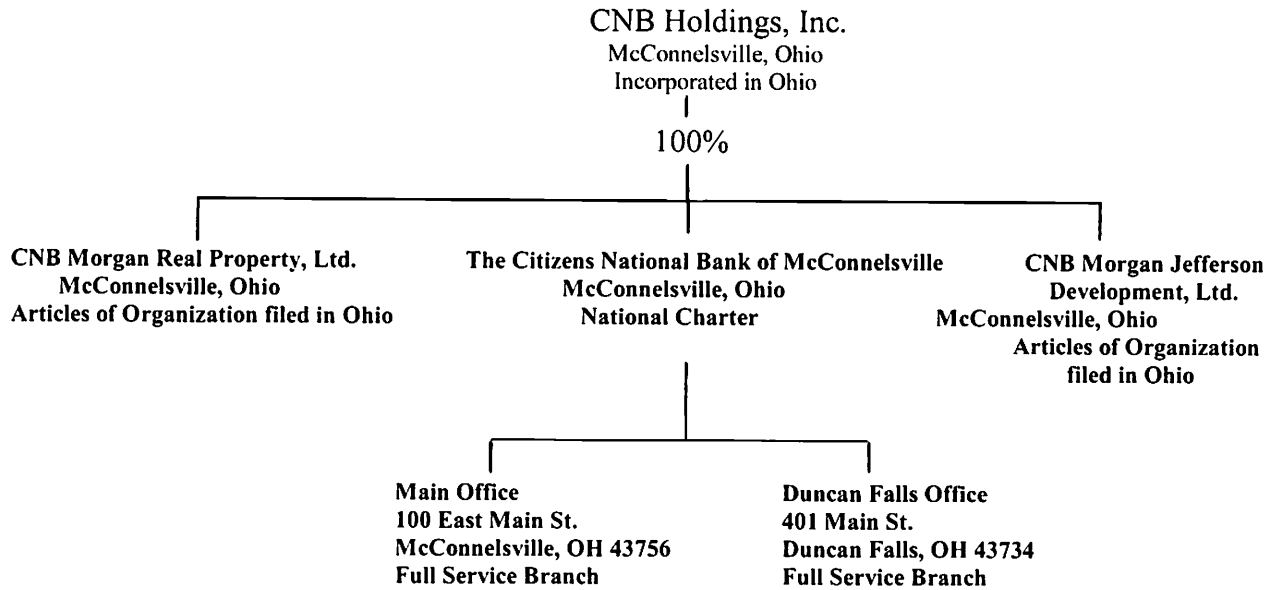 CNB Holdings, Inc.
McConnelsville, Ohio
Incorporated in Ohio
100%
CNB Morgan Real Property, Ltd.
McConnelsville, Ohio
Articles of Organization filed in Ohio
The Citizens National Bank of McConnelsville
McConnelsville, Ohio
National Charter
CNB Morgan Jefferson
Development, Ltd.
McConnelsville, Ohio
Articles of Organization
filed in Ohio
Main Office
100 East Main St.
McConnelsville, OH 43756
Full Service Branch
Duncan Falls Office
401 Main St.
Duncan Falls, OH 43734
Full Service Branch